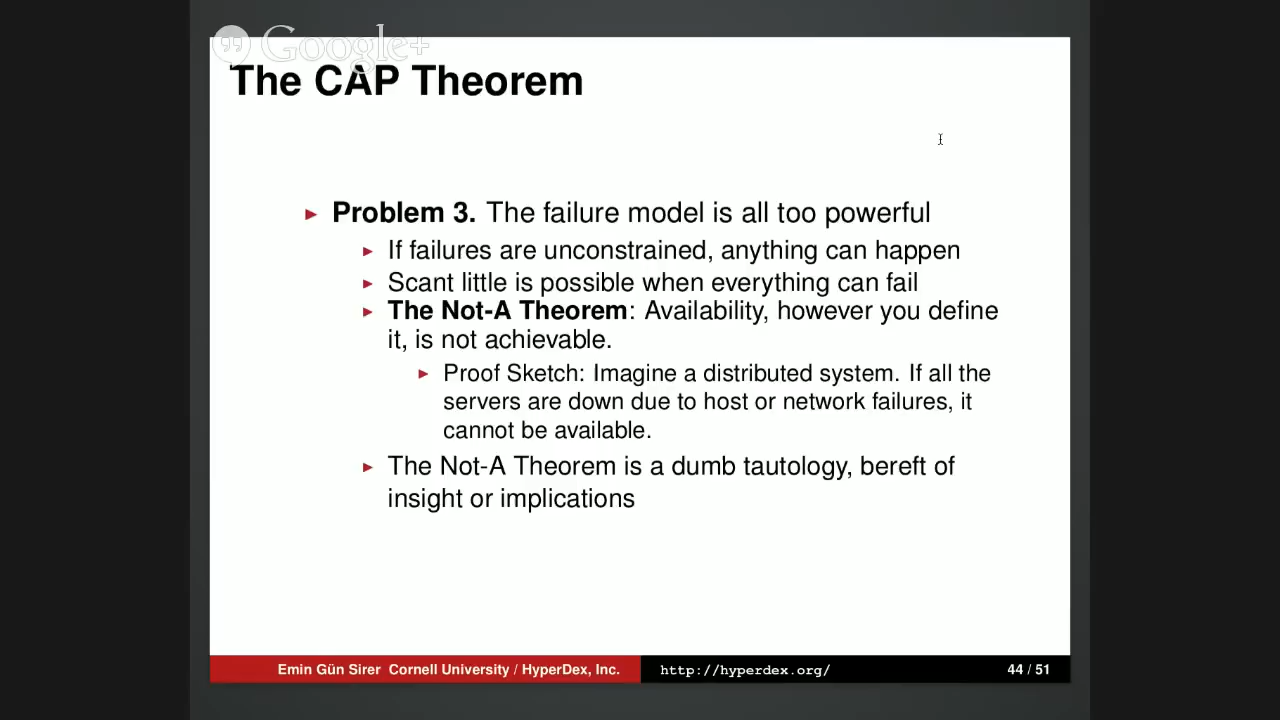 Google+
The CAP Theorem
Problem 3. The failure model is all too powerful
If failures are unconstrained, anything can happen
Scant little is possible when everything can fail
The Not-A Theorem: Availability, however you define
it, is not achievable.
Proof Sketch: Imagine a distributed system. If all the
servers are down due to host or network failures, it
cannot be available.
The Not-A Theorem is a dumb tautology, bereft of
insight or implications
Emin Gün Sirer Cornell University / HyperDex, Inc.
http://hyperdex.org/
44 / 51